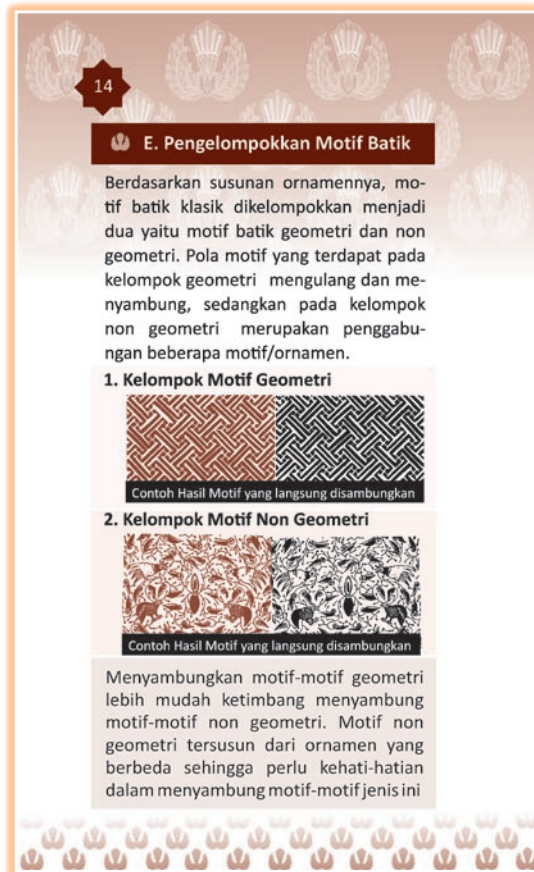 14
E. Pengelompokkan Motif Batik
Berdasarkan susunan ornamennya, mo-
tif batik klasik dikelompokkan menjadi
dua yaitu motif batik geometri dan non
geometri. Pola motif yang terdapat pada
kelompok geometri mengulang dan me-
nyambung, sedangkan pada kelompok
non geometri merupakan penggabu-
ngan beberapa motif/ornamen.
1. Kelompok Motif Geometri
Contoh Hasil Motif yang langsung disambungkan
2. Kelompok Motif Non Geometri
Contoh Hasil Motif yang langsung disambungkan
Menyambungkan motif-motif geometri
lebih mudah ketimbang menyambung
motif-motif non geometri. Motif non
geometri tersusun dari ornamen yang
berbeda sehingga perlu kehati-hatian
dalam menyambung motif-motif jenis ini